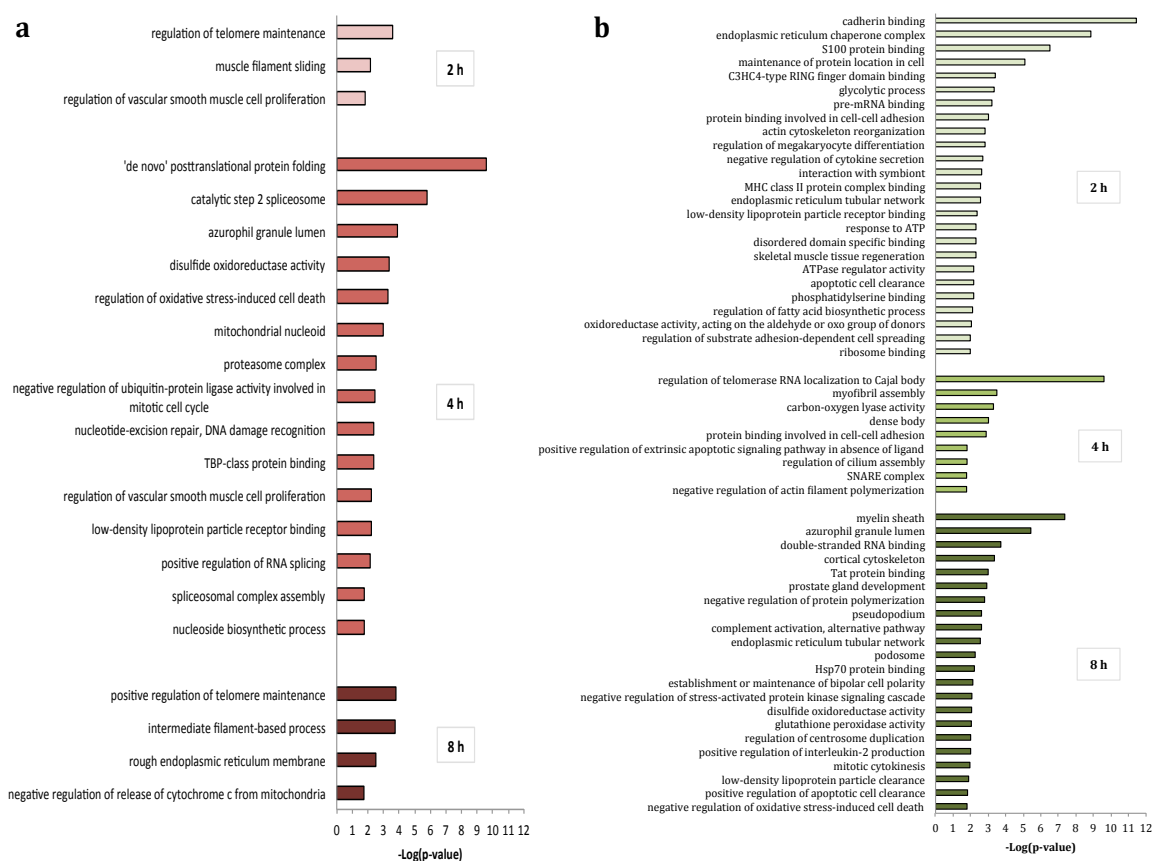 a
regulation of telomere maintenance
muscle filament sliding
regulation of vascular smooth muscle cell proliferation
2 h
'de novo' posttranslational protein folding
catalytic step 2 spliceosome
azurophil granule lumen
disulfide oxidoreductase activity
regulation of oxidative stress-induced cell death
mitochondrial nucleoid
proteasome complex
negative regulation of ubiquitin-protein ligase activity involved in
mitotic cell cycle
nucleotide-excision repair, DNA damage recognition
TBP-class protein binding
regulation of vascular smooth muscle cell proliferation
low-density lipoprotein particle receptor binding
positive regulation of RNA splicing
spliceosomal complex assembly
nucleoside biosynthetic process
4 h
positive regulation of telomere maintenance
intermediate filament-based process
rough endoplasmic reticulum membrane
negative regulation of release of cytochrome c from mitochondria
8 h
0 1 2 3 4 5 6 7 8 9 10 11 12
-Log(p-value)
b
cadherin binding
endoplasmic reticulum chaperone complex
S100 protein binding
maintenance of protein location in cell
C3HC4-type RING finger domain binding
glycolytic process
pre-mRNA binding
protein binding involved in cell-cell adhesion
actin cytoskeleton reorganization
regulation of megakaryocyte differentiation
negative regulation of cytokine secretion
interaction with symbiont
MHC class II protein complex binding
endoplasmic reticulum tubular network
low-density lipoprotein particle receptor binding
response to ATP
disordered domain specific binding
skeletal muscle tissue regeneration
ATPase regulator activity
apoptotic cell clearance
phosphatidylserine binding
regulation of fatty acid biosynthetic process
oxidoreductase activity, acting on the aldehyde or oxo group of donors
regulation of substrate adhesion-dependent cell spreading
ribosome binding
2 h
regulation of telomerase RNA localization to Cajal body
myofibril assembly
carbon-oxygen lyase activity
dense body
protein binding involved in cell-cell adhesion
positive regulation of extrinsic apoptotic signaling pathway in absence of ligand
regulation of cilium assembly
SNARE complex
negative regulation of actin filament polymerization
4 h
myelin sheath
azurophil granule lumen
double-stranded RNA binding
cortical cytoskeleton
Tat protein binding
prostate gland development
negative regulation of protein polymerization
pseudopodium
complement activation, alternative pathway
endoplasmic reticulum tubular network
podosome
Hsp70 protein binding
establishment or maintenance of bipolar cell polarity
negative regulation of stress-activated protein kinase signaling cascade
disulfide oxidoreductase activity
glutathione peroxidase activity
regulation of centrosome duplication
positive regulation of interleukin-2 production
mitotic cytokinesis
low-density lipoprotein particle clearance
positive regulation of apoptotic cell clearance
negative regulation of oxidative stress-induced cell death
8 h
0 1 2 3 4 5 6 7 8 9 10 11 12
-Log(p-value)